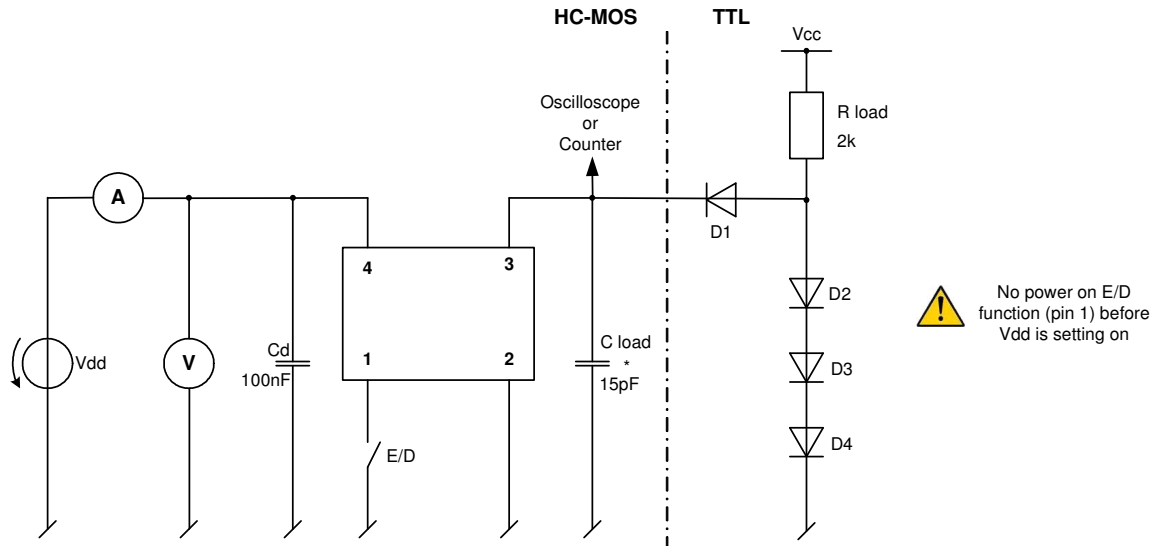 HC-MOS
TTL
Vcc
Oscilloscope
or
Counter
R load
2k
A
D1
4
3
D2
No power on E/D
function (pin 1) before
Vdd is setting on
Vdd
V
Cd
100nF
1
2
C load
*
15pF
D3
D4
E/D